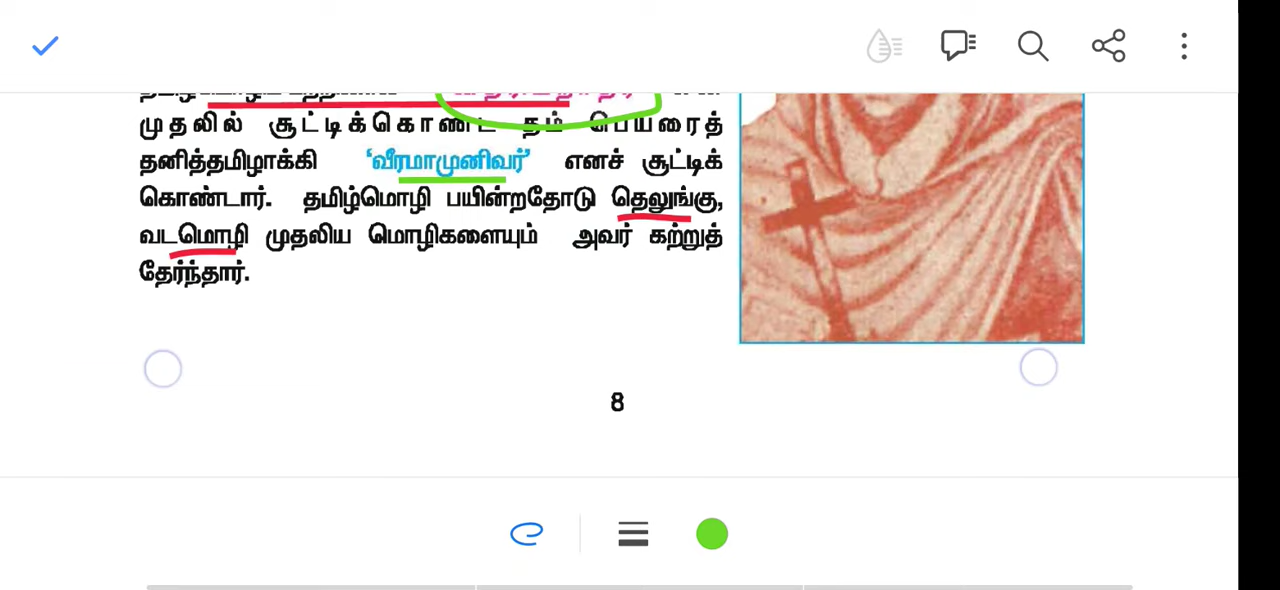 முதலில் சூட்டிக்கொண்ட தம் பெயரைத்
தனித்தமிழாக்கி 'வீரமாமுனிவர்' எனச் சூட்டிக்
கொண்டார். தமிழ்மொழி பயின்றதோடு தெலுங்கு,
வடமொழி முதலிய மொழிகளையும் அவர் கற்றுத்
தேர்ந்தார்.
8